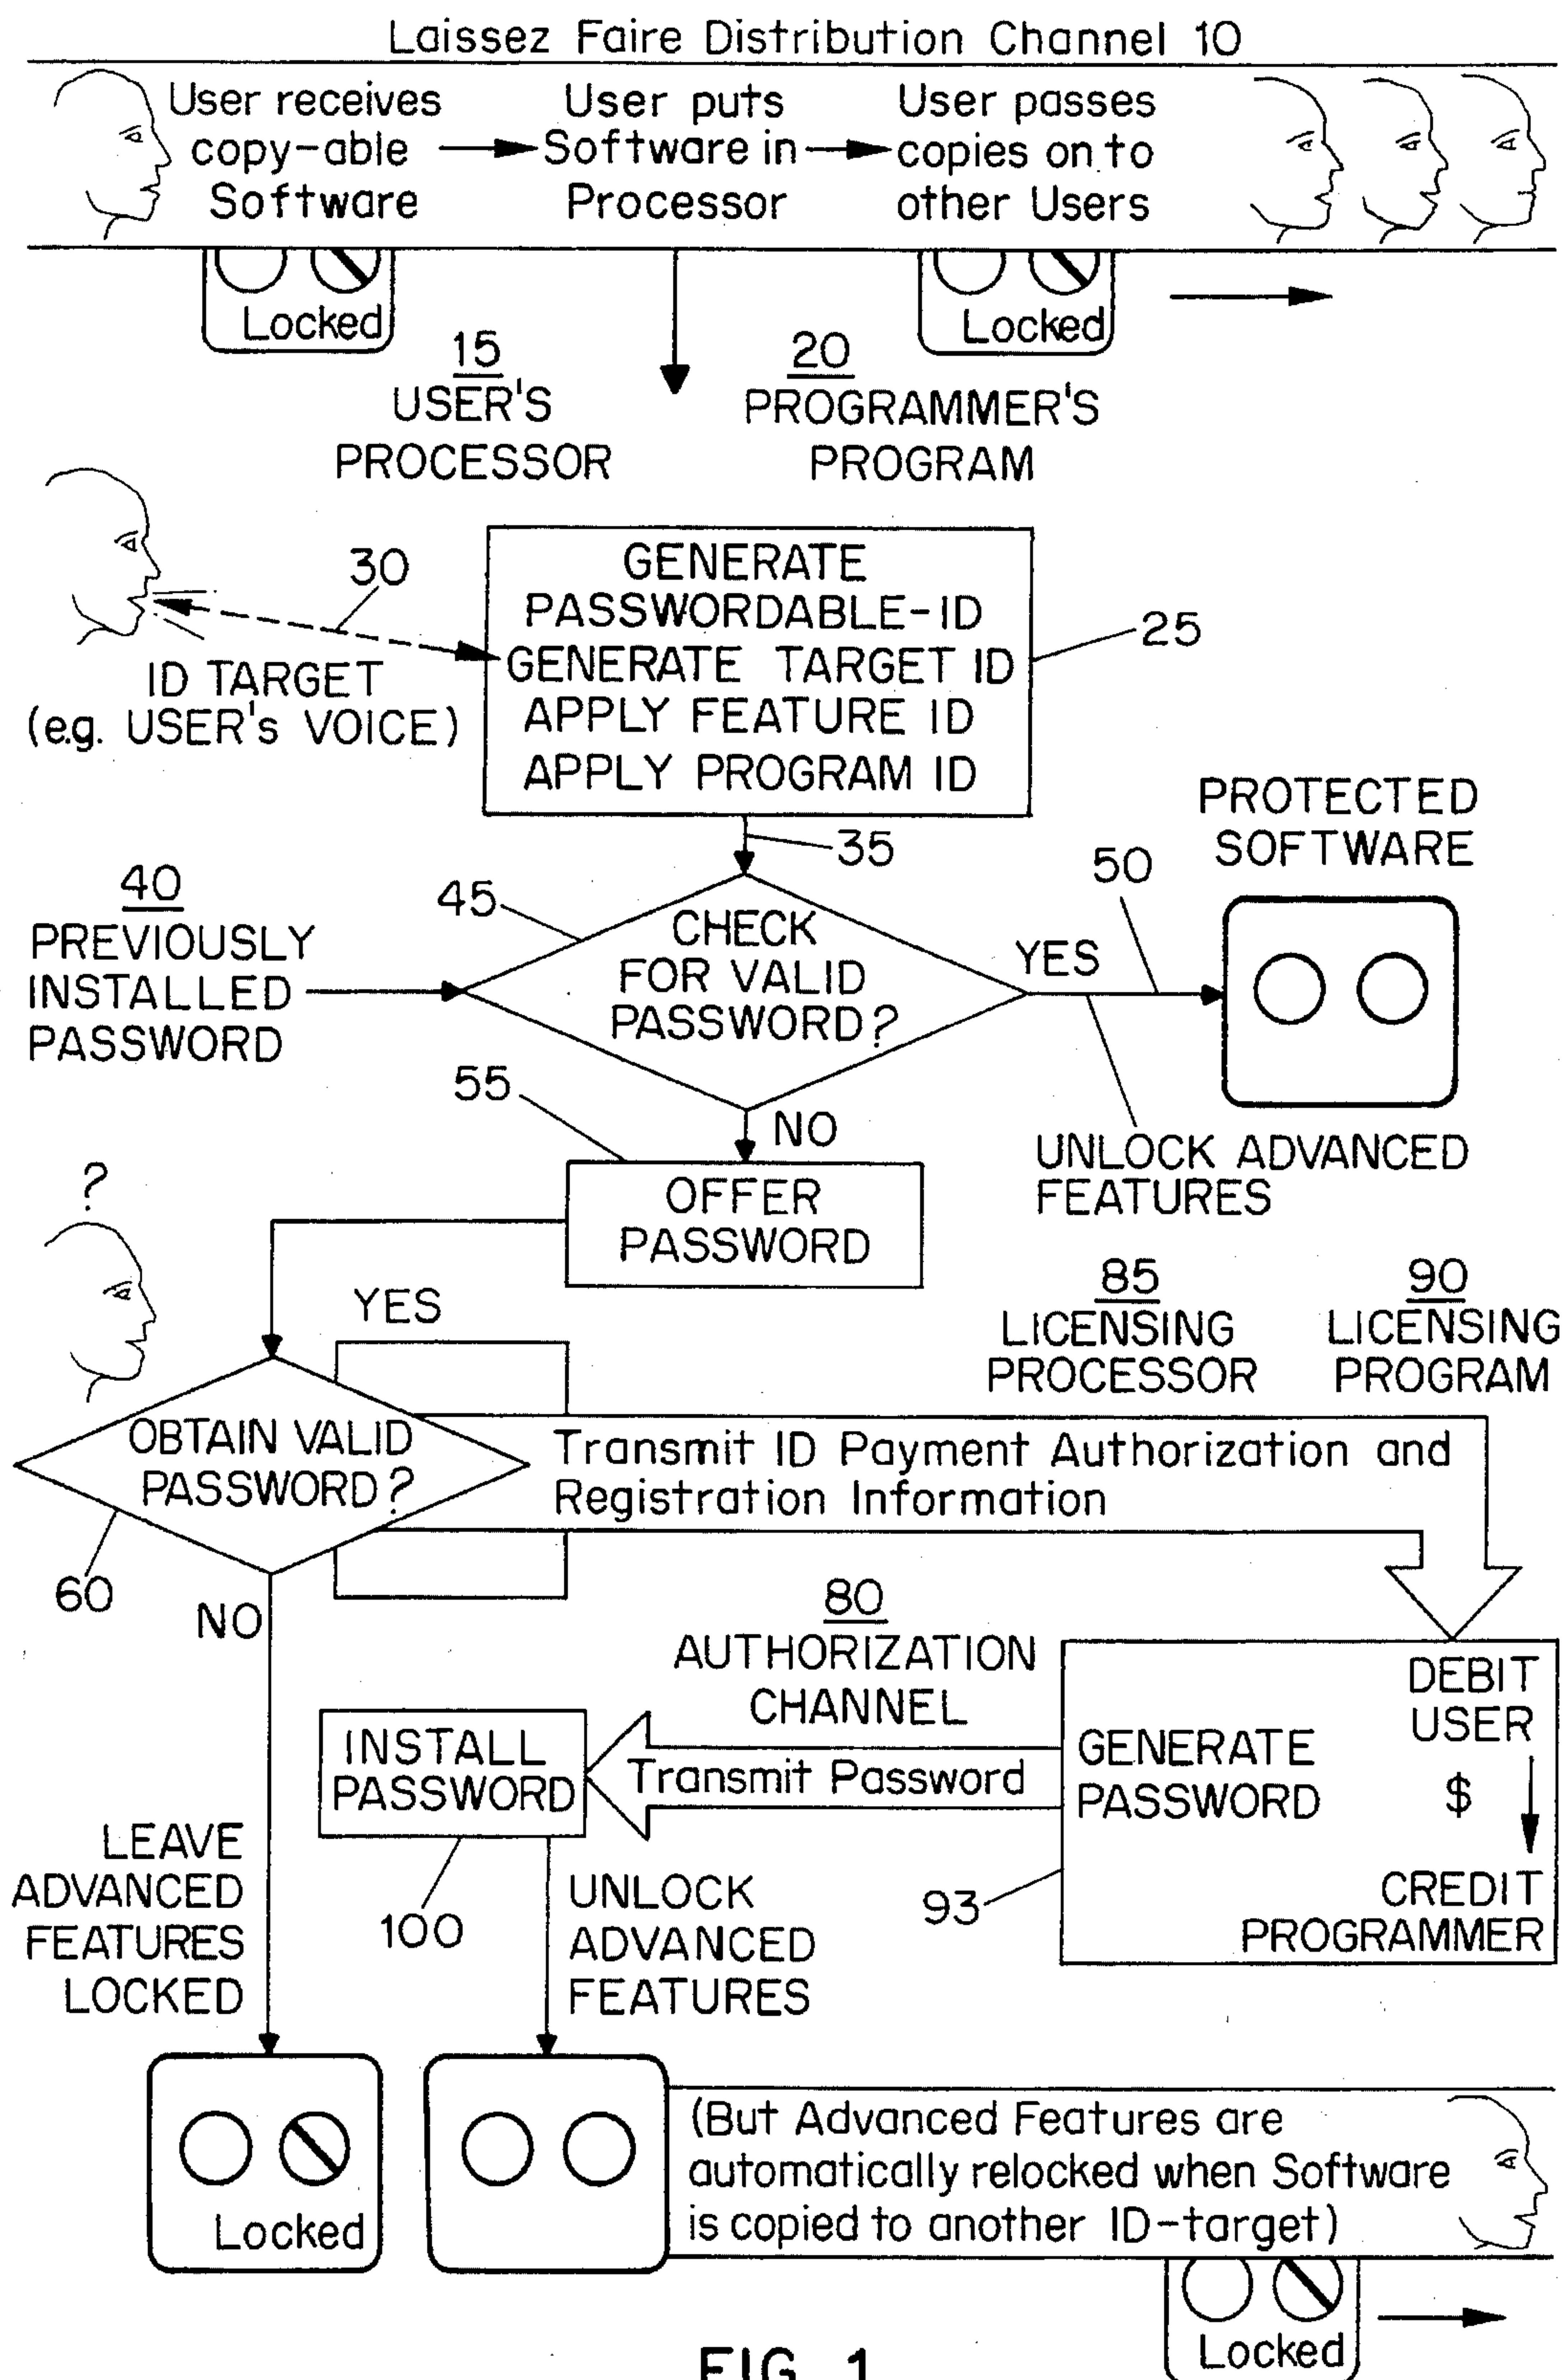 Laissez Faire Distribution Channel 10
User receives
copy-able
Software
User puts
Software in
Processor
User passes
copies on to
other Users
Locked
Locked
15
USER'S
PROCESSOR
20
PROGRAMMER'S
PROGRAM
30
ID TARGET
(e.g. USER's VOICE)
GENERATE
PASSWORDABLE-ID
GENERATE TARGET ID
APPLY FEATURE ID
APPLY PROGRAM ID
25
35
40
PREVIOUSLY
INSTALLED
PASSWORD
45
CHECK
FOR VALID
PASSWORD?
YES
50
PROTECTED
SOFTWARE
UNLOCK ADVANCED
FEATURES
NO
55
OFFER
PASSWORD
?
YES
OBTAIN VALID
PASSWORD?
60
NO
85
LICENSING
PROCESSOR
90
LICENSING
PROGRAM
Transmit ID Payment Authorization and
Registration Information
80
AUTHORIZATION
CHANNEL
DEBIT
USER
$
CREDIT
PROGRAMMER
GENERATE
PASSWORD
93
Transmit Password
INSTALL
PASSWORD
100
LEAVE
ADVANCED
FEATURES
LOCKED
UNLOCK
ADVANCED
FEATURES
Locked
(But Advanced Features are
automatically relocked when Software
is copied to another ID-target)
Locked
FIG. 1